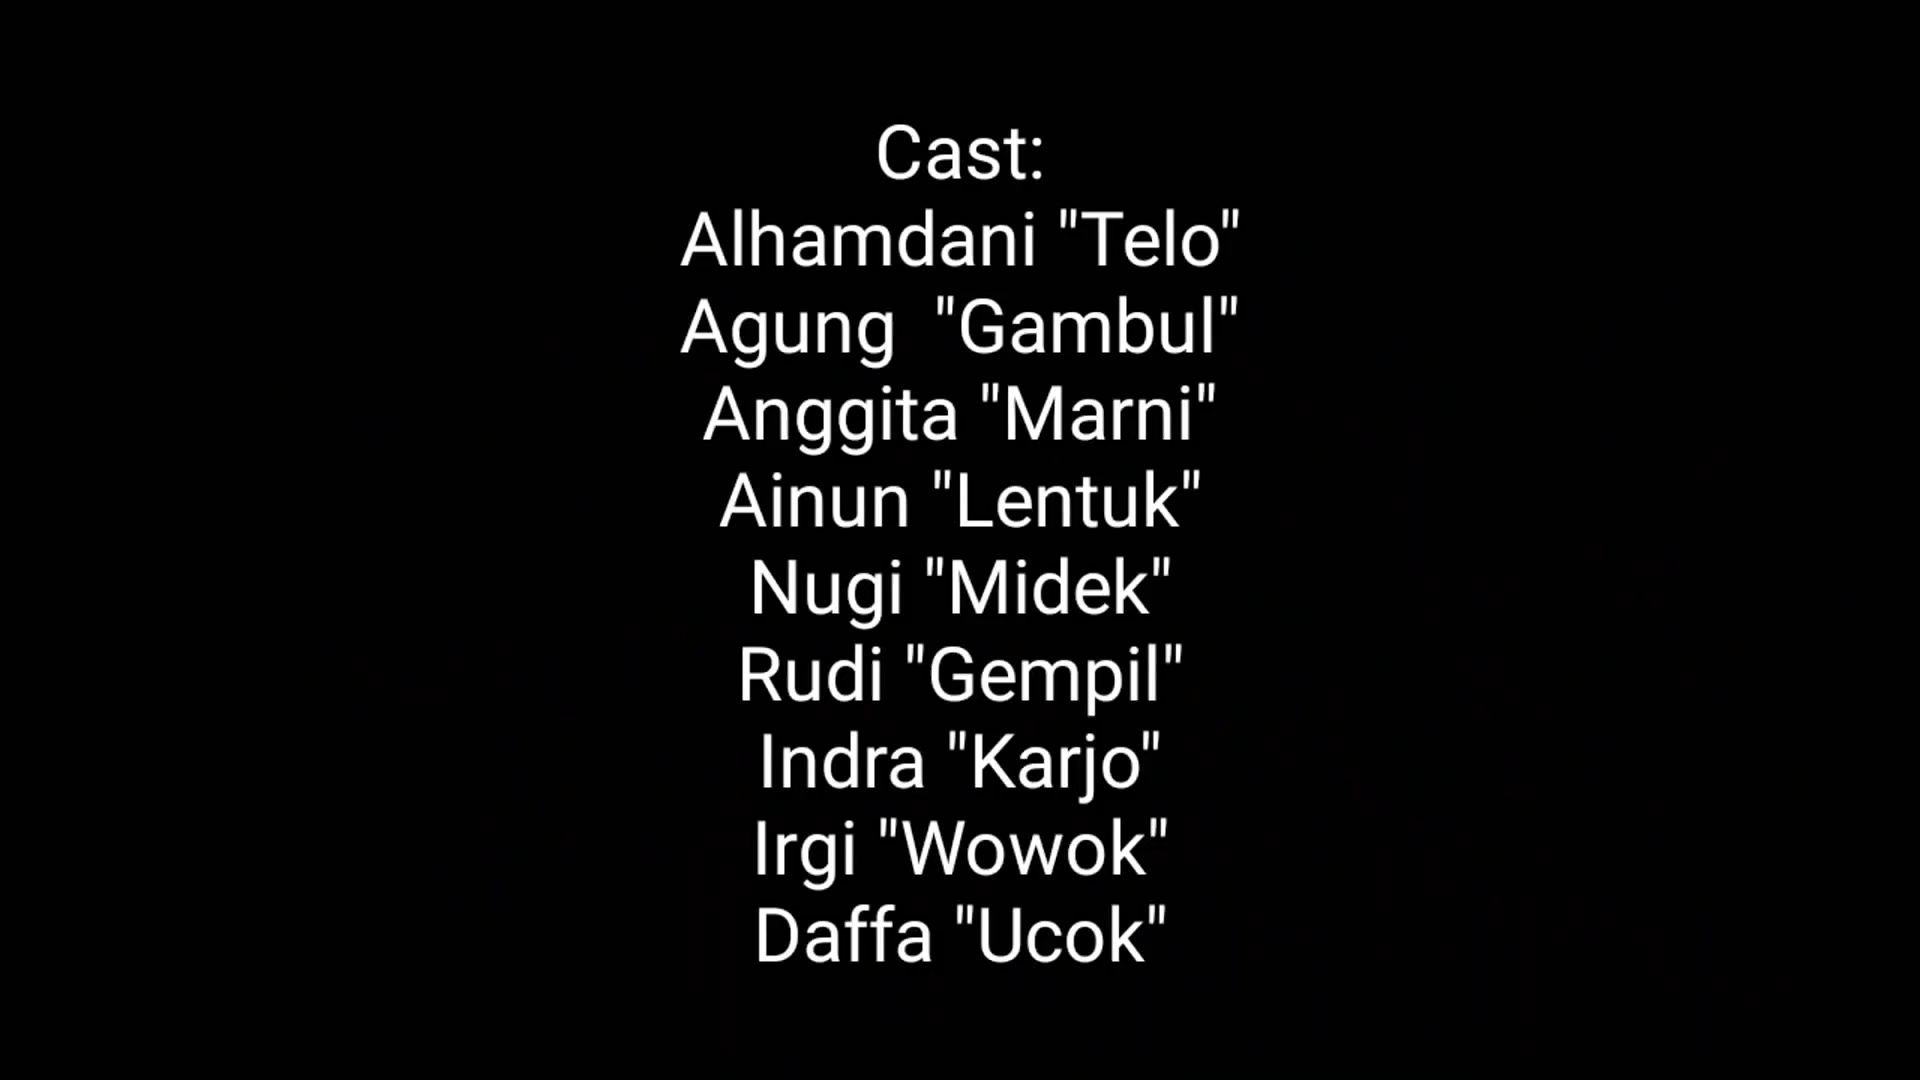 Cast:
Alhamdani "Telo"
Agung  "Gambul"
Anggita "Marni"
Ainun "Lentuk"
Nugi "Midek"
Rudi "Gempil"
Indra "Karjo"
Irgi "Wowok"
Daffa "Ucok"